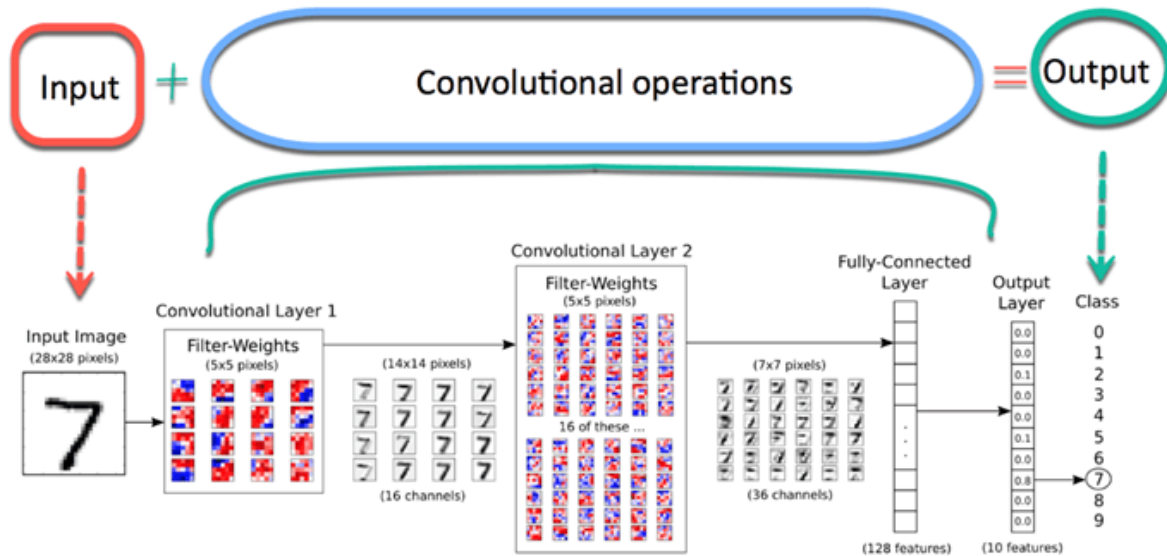 Input
+
Convolutional operations
=
Output
Input Image
(28x28 pixels)
Convolutional Layer 1
Filter-Weights
(5x5 pixels)
(14x14 pixels)
(16 channels)
Convolutional Layer 2
Filter-Weights
(5x5 pixels)
16 of these ...
(7x7 pixels)
(36 channels)
Fully-Connected
Layer
(128 features)
Output
Layer
0.0
0.0
0.1
0.0
0.0
0.1
0.0
0.8
0.0
0.0
(10 features)
Class
0
1
2
3
4
5
6
7
8
9
7